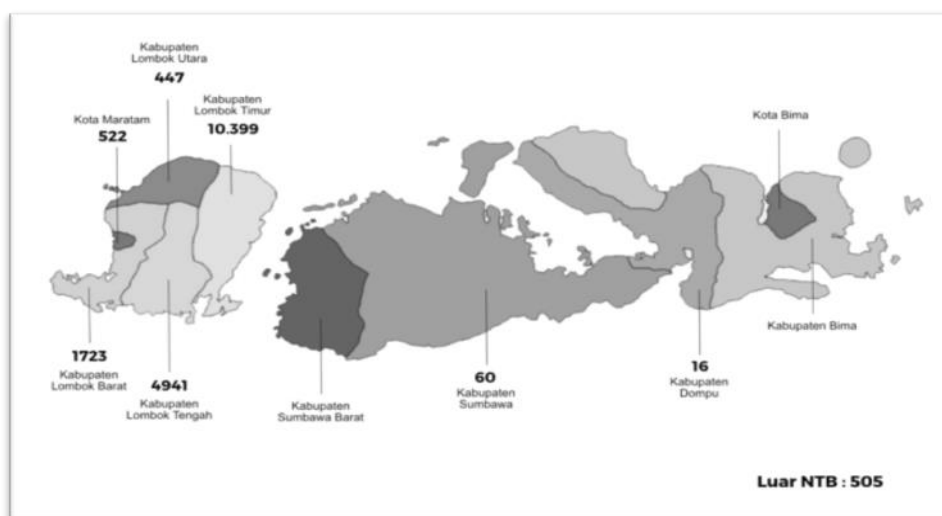 Kabupaten
Lombok Utara
447
Kabupaten
Lombok Timur
10.399
Kota Maratam
522
Kota Bima
1723
Kabupaten
Lombok Barat
4941
Kabupaten
Lombok Tengah
Kabupaten
Sumbawa Barat
60
Kabupaten
Sumbawa
16
Kabupaten
Dompu
Kabupaten Bima
Luar NTB : 505